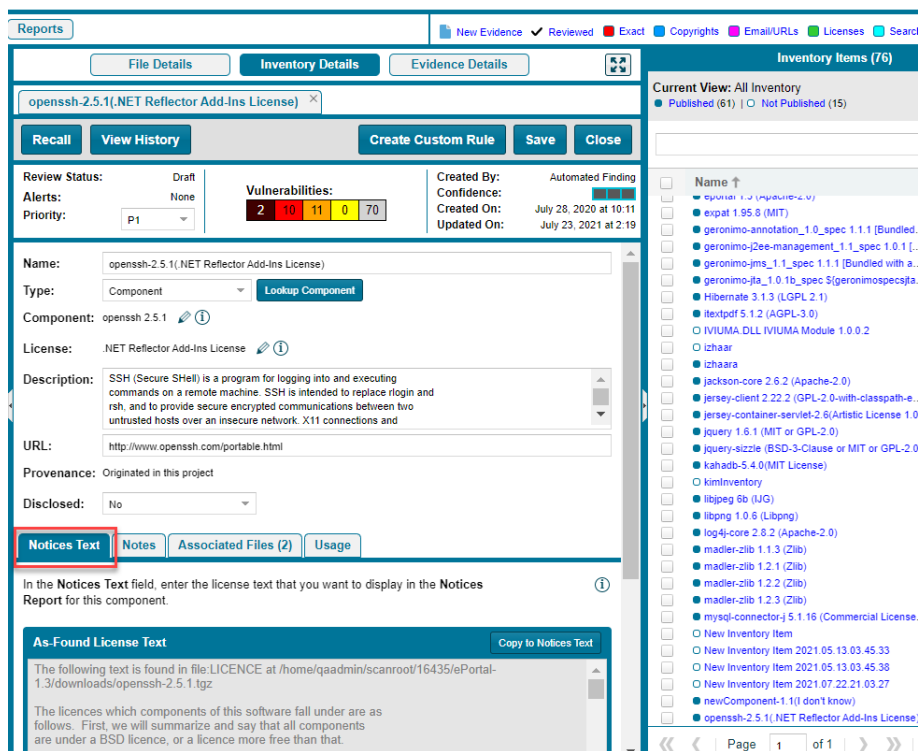 Reports
New Evidence Reviewed Exact Copyrights Email/URLs Licenses Search
File Details Inventory Details Evidence Details
openssh-2.5.1(.NET Reflector Add-Ins License) ×
Recall View History Create Custom Rule Save Close
Review Status: Draft
Alerts: None
Priority: P1
Vulnerabilities:
2 10 11 0 70
Created By: Automated Finding
Confidence:
Created On: July 28, 2020 at 10:11
Updated On: July 23, 2021 at 2:19
Name: openssh-2.5.1(.NET Reflector Add-Ins License)
Type: Component Lookup Component
Component: openssh 2.5.1
License: .NET Reflector Add-Ins License
Description: SSH (Secure SHell) is a program for logging into and executing
commands on a remote machine. SSH is intended to replace rlogin and
rsh, and to provide secure encrypted communications between two
untrusted hosts over an insecure network. X11 connections and
URL: http://www.openssh.com/portable.html
Provenance: Originated in this project
Disclosed: No
Notices Text Notes Associated Files (2) Usage
In the Notices Text field, enter the license text that you want to display in the Notices
Report for this component.
As-Found License Text Copy to Notices Text
The following text is found in file:LICENCE at /home/qaadmin/scanroot/16435/ePortal-
1.3/downloads/openssh-2.5.1.tgz
The licences which components of this software fall under are as
follows. First, we will summarize and say that all components
are under a BSD licence, or a licence more free than that.
Inventory Items (76)
Current View: All Inventory
Published (61) | Not Published (15)
Name ↑
eportal 1.3 (Apache-2.0)
expat 1.95.8 (MIT)
geronimo-annotation_1.0_spec 1.1.1 [Bundled...
geronimo-j2ee-management_1.1_spec 1.0.1 [...
geronimo-jms_1.1_spec 1.1.1 [Bundled with a...
geronimo-jta_1.0.1b_spec ${geronimospecsjta...
Hibernate 3.1.3 (LGPL 2.1)
itextpdf 5.1.2 (AGPL-3.0)
IVIUMA.DLL IVIUMA Module 1.0.0.2
izhaar
izhaara
jackson-core 2.6.2 (Apache-2.0)
jersey-client 2.22.2 (GPL-2.0-with-classpath-e...
jersey-container-servlet-2.6(Artistic License 1.0
jquery 1.6.1 (MIT or GPL-2.0)
jquery-sizzle (BSD-3-Clause or MIT or GPL-2.0
kahadb-5.4.0(MIT License)
kimInventory
libjpeg 6b (IJG)
libpng 1.0.6 (Libpng)
log4j-core 2.8.2 (Apache-2.0)
madler-zlib 1.1.3 (Zlib)
madler-zlib 1.2.1 (Zlib)
madler-zlib 1.2.2 (Zlib)
madler-zlib 1.2.3 (Zlib)
mysql-connector-j 5.1.16 (Commercial License...
New Inventory Item
New Inventory Item 2021.05.13.03.45.33
New Inventory Item 2021.05.13.03.45.38
New Inventory Item 2021.07.22.21.03.27
newComponent-1.1(I don't know)
openssh-2.5.1(.NET Reflector Add-Ins License)
Page 1 of 1